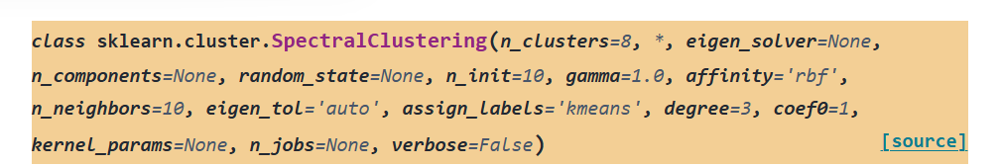 class sklearn.cluster.SpectralClustering(n_clusters=8, *, eigen_solver=None,
n_components=None, random_state=None, n_init=10, gamma=1.0, affinity='rbf',
n_neighbors=10, eigen_tol='auto', assign_labels='kmeans', degree=3, coef0=1,
kernel_params=None, n_jobs=None, verbose=False) [source]